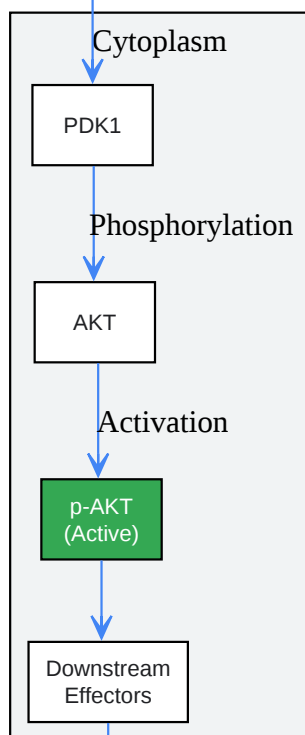 Cytoplasm
PDK1
Phosphorylation
AKT
Activation
p-AKT
(Active)
Downstream
Effectors